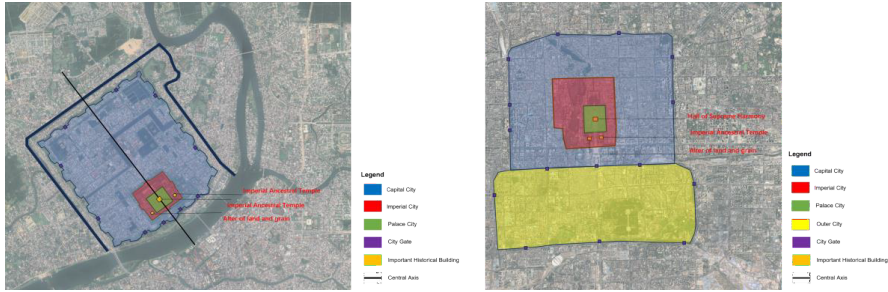 Imperial Ancestral Temple
Imperial Ancestral Temple
Alter of land and grain
Legend
Capital City
Imperial City
Palace City
City Gate
Important Historical Building
Central Axis
Hall of Supreme Harmony
Imperial Ancestral Temple
Alter of land and grain
Legend
Capital City
Imperial City
Palace City
Outer City
City Gate
Important Historical Building
Central Axis